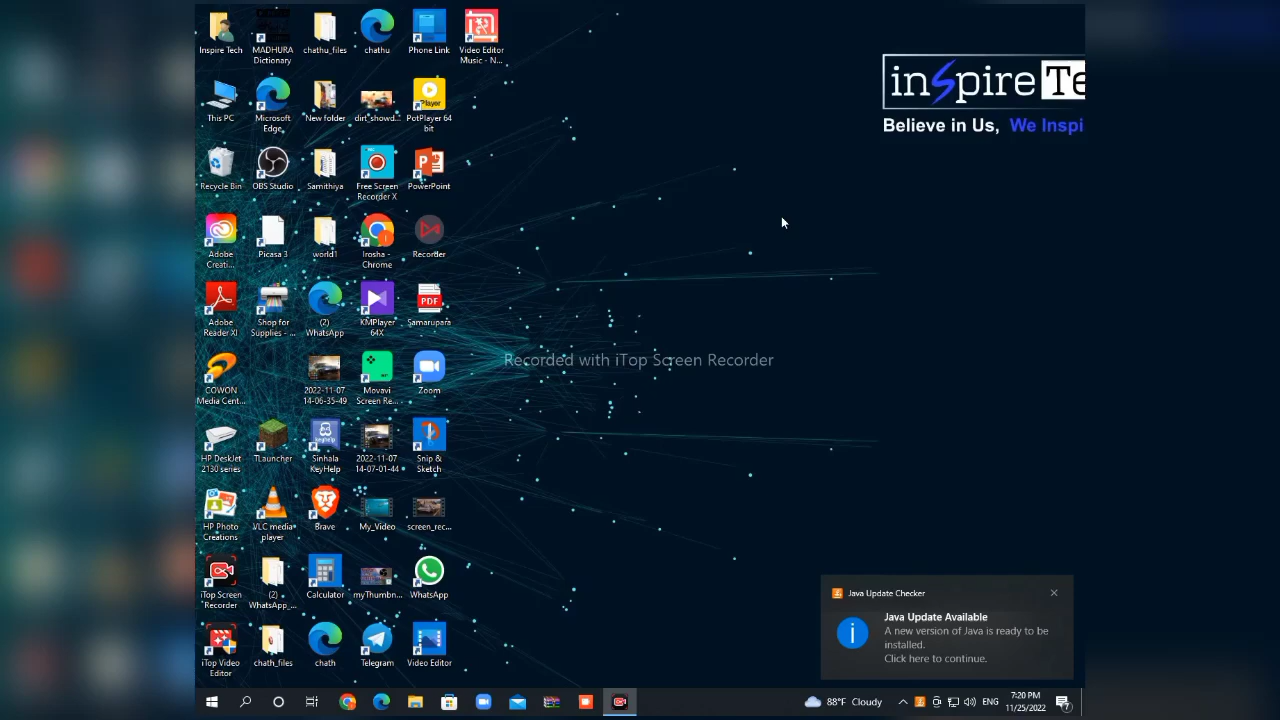 Inspire Tech
MADHURA
Dictionary
chathu_files
chathu
Phone Link
Video Editor
Music - N...
inSpire Te
Believe in Us, We Inspi
This PC
Microsoft
Edge
New folder
dirt_showd...
PotPlayer 64
bit
Recycle Bin
OBS Studio
Samithiya
Free Screen
Recorder X
PowerPoint
Adobe
Creati...
Picasa 3
world1
Irosha -
Chrome
Recorder
Adobe
Reader XI
Shop for
Supplies - ...
(2)
WhatsApp
KMPlayer
64X
PDF
Samarupara
Recorded with iTop Screen Recorder
COWON
Media Cent...
2022-11-07
14-06-35-49
Movavi
Screen Re...
Zoom
HP DeskJet
2130 series
TLauncher
keyhelp
Sinhala
KeyHelp
2022-11-07
14-07-01-44
Snip &
Sketch
HP Photo
Creations
VLC media
player
Brave
My_Video
screen_rec...
iTop Screen
Recorder
(2)
WhatsApp_...
Calculator
myThumbn...
WhatsApp
iTop Video
Editor
chath_files
chath
Telegram
Video Editor
Java Update Checker
Java Update Available
A new version of Java is ready to be
installed.
Click here to continue.
88°F Cloudy
ENG
7:20 PM
11/25/2022
7